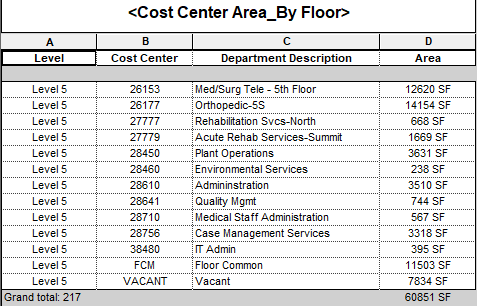 <Cost Center Area_By Floor>
A B C D
Level Cost Center Department Description Area
Level 5 26153 Med/Surg Tele - 5th Floor 12620 SF
Level 5 26177 Orthopedic-5S 14154 SF
Level 5 27777 Rehabilitation Svcs-North 668 SF
Level 5 27779 Acute Rehab Services-Summit 1669 SF
Level 5 28450 Plant Operations 3631 SF
Level 5 28460 Environmental Services 238 SF
Level 5 28610 Admininstration 3510 SF
Level 5 28641 Quality Mgmt 744 SF
Level 5 28710 Medical Staff Administration 567 SF
Level 5 28756 Case Management Services 3318 SF
Level 5 38480 IT Admin 395 SF
Level 5 FCM Floor Common 11503 SF
Level 5 VACANT Vacant 7834 SF
Grand total: 217 60851 SF